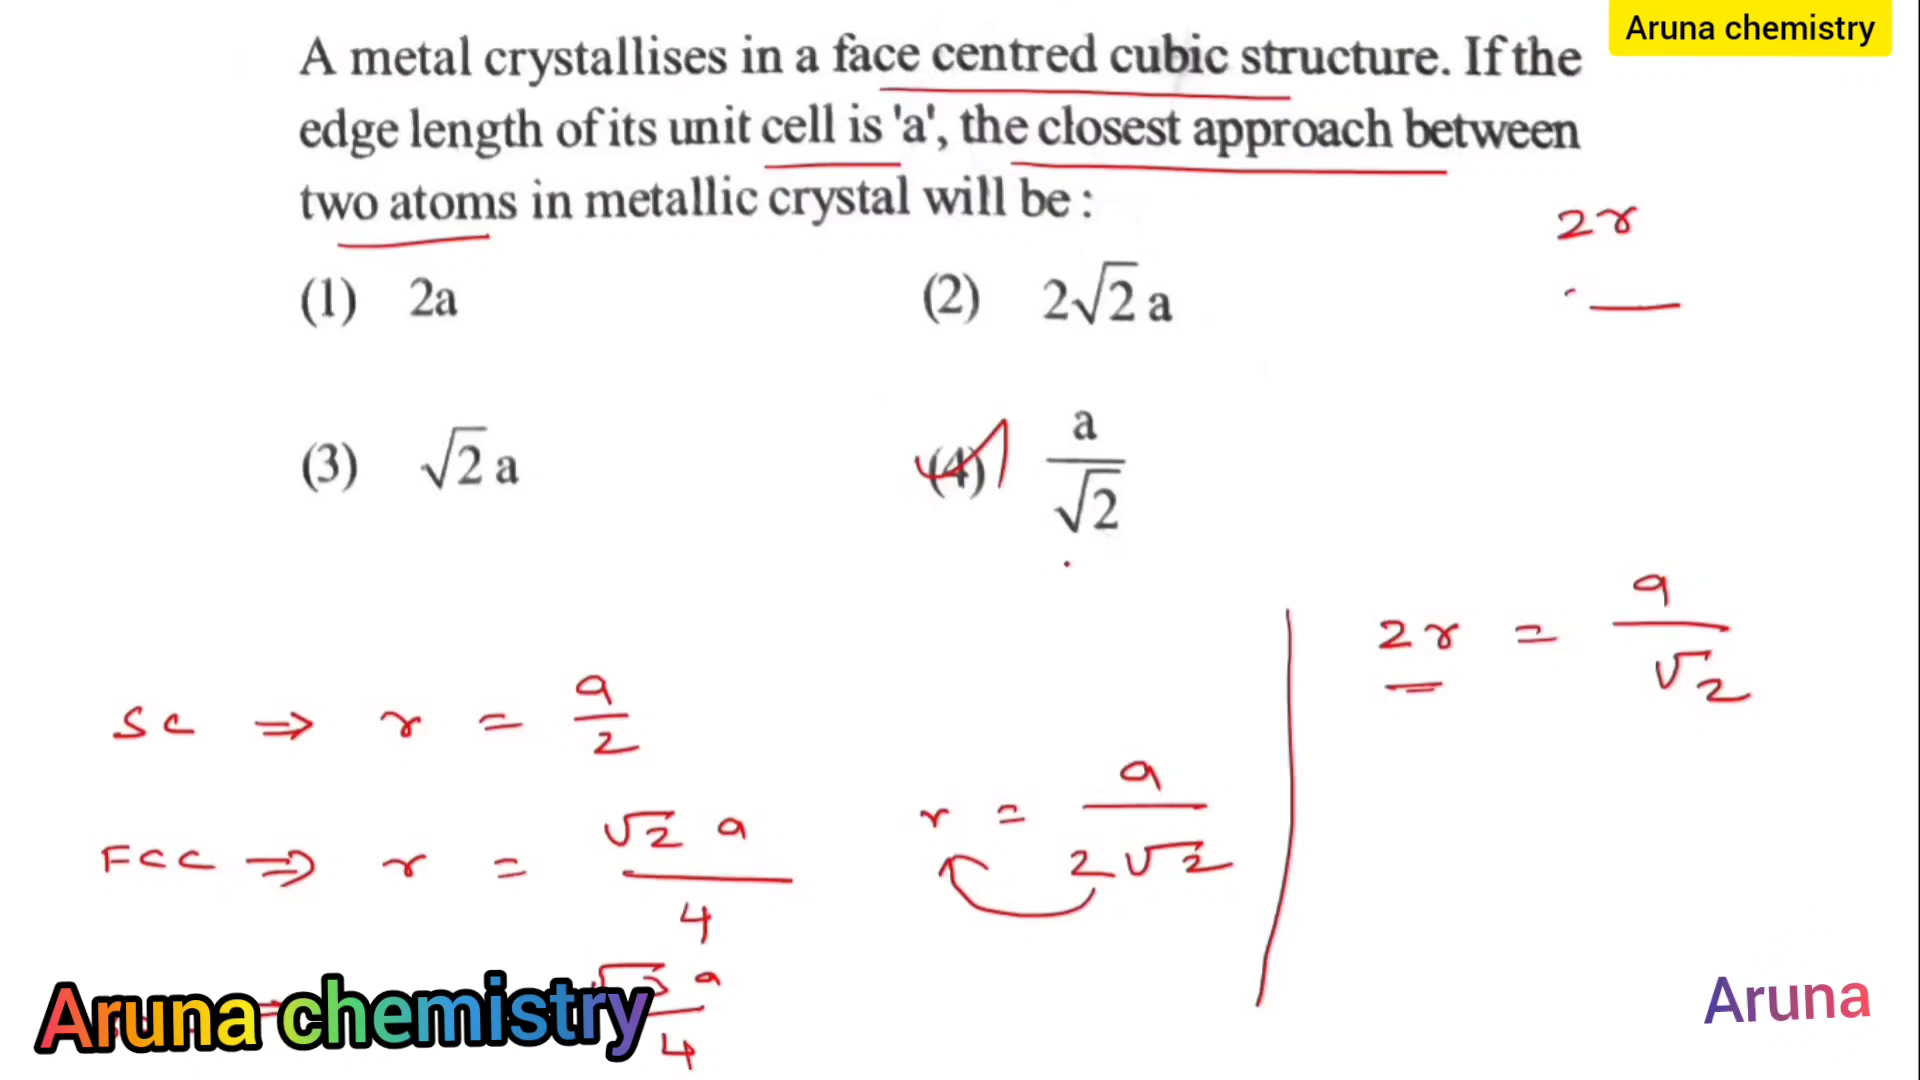 Aruna chemistry
A metal crystallises in a face centred cubic structure. If the
edge length of its unit cell is 'a', the closest approach between
two atoms in metallic crystal will be :
2r
(1) 2a
(2) 2√2 a
(3) √2 a
(4) a/√2
2r = a/√2
SC ⇒ r = a/2
FCC ⇒ r = √2 a/4
r = a/2√2
√3 a/4
Aruna chemistry
Aruna